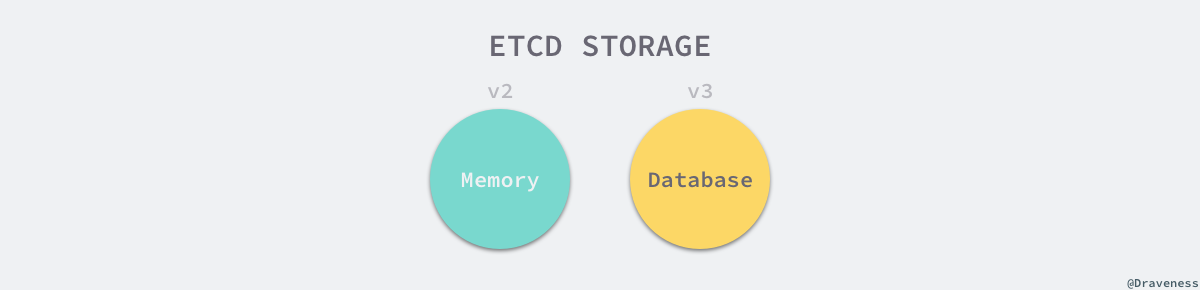 ETCD STORAGE
v2 v3
Memory Database
@Draveness